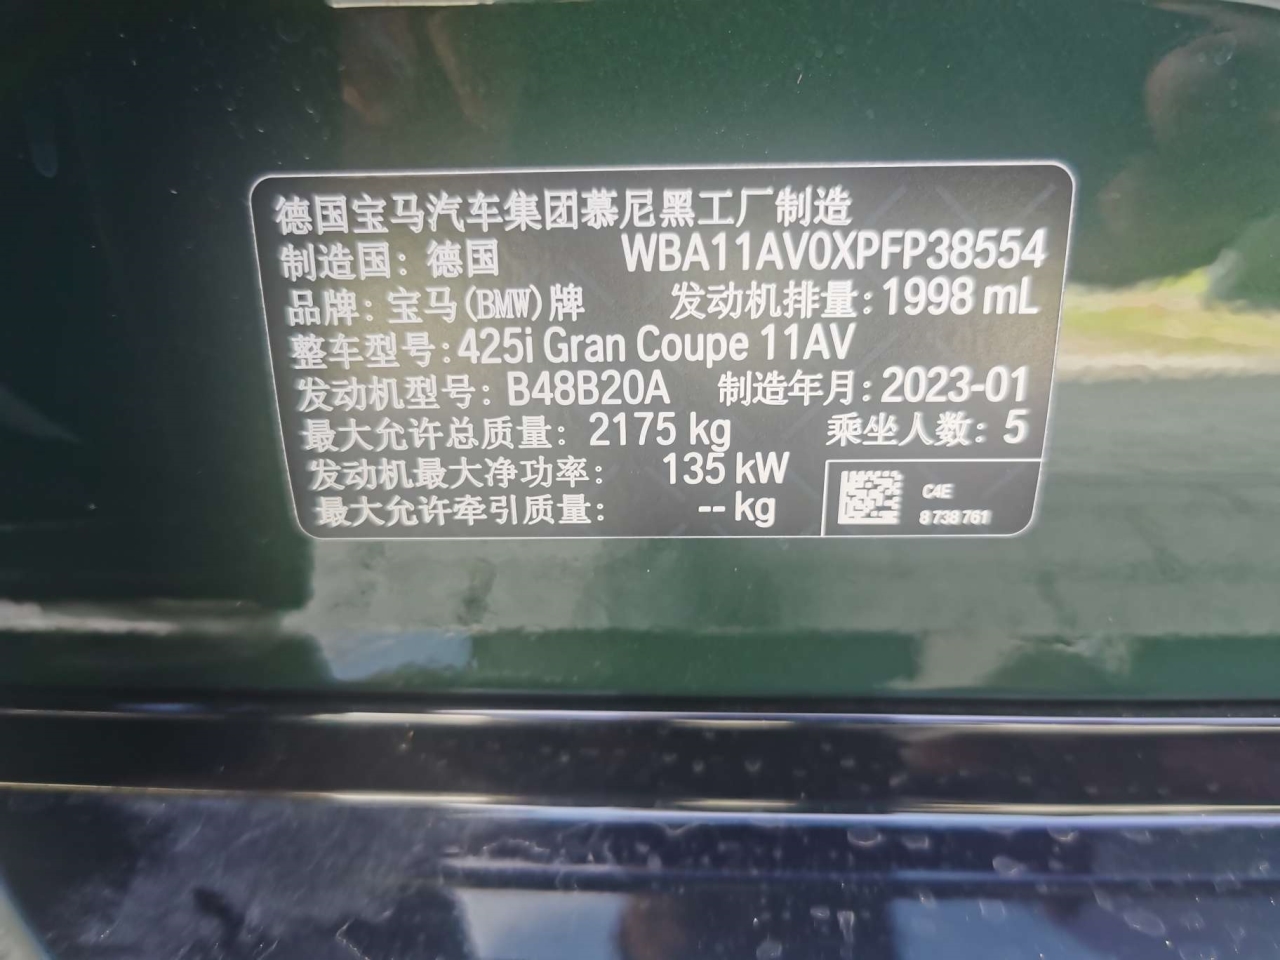 德国宝马汽车集团慕尼黑工厂制造
制造国：德国 WBA11AV0XPFP38554
品牌：宝马(BMW)牌 发动机排量：1998 mL
整车型号：425i Gran Coupe 11AV
发动机型号：B48B20A 制造年月：2023-01
最大允许总质量：2175 kg 乘坐人数：5
发动机最大净功率：135 kW
最大允许牵引质量：-- kg
C4E
8 738 761